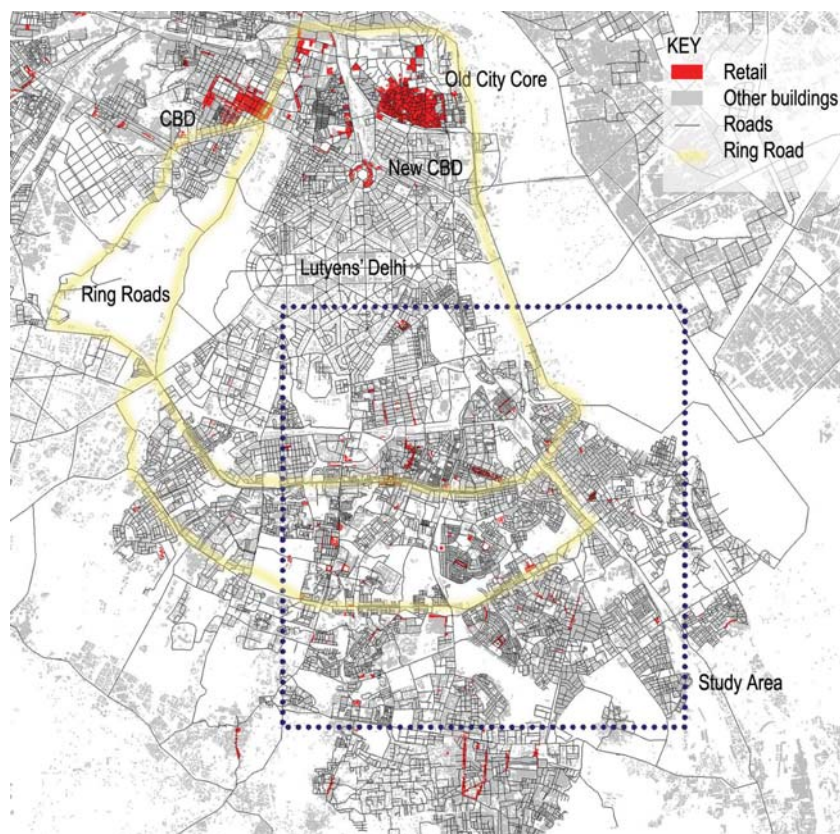 KEY
Retail
Other buildings
Roads
Ring Road
Old City Core
CBD
New CBD
Lutyens' Delhi
Ring Roads
Study Area